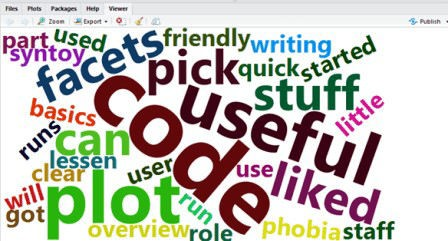 Files Plots Packages Help Viewer
Zoom Export Publish
part used friendly writing
syntoy facets pick quick started
code useful stuff
basics little
runs can liked
lessen user use
clear plot run
will
got overview role phobia staff